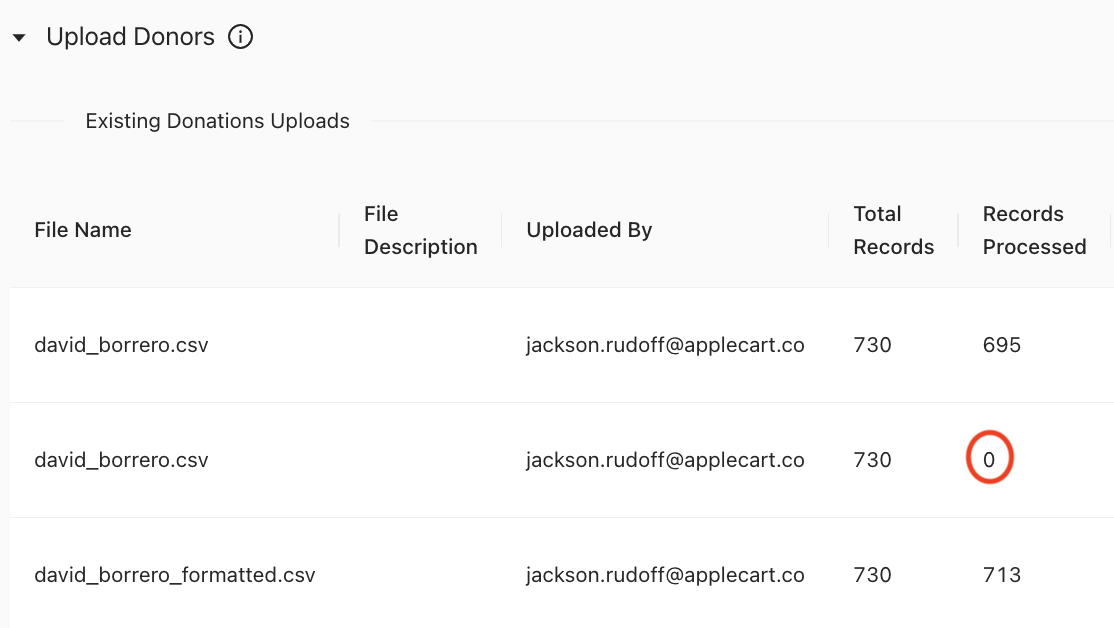 Upload Donors
Existing Donations Uploads
File Name
File
Description
Uploaded By
Total
Records
Records
Processed
david_borrero.csv
jackson.rudoff@applecart.co
730
695
david_borrero.csv
jackson.rudoff@applecart.co
730
0
david_borrero_formatted.csv
jackson.rudoff@applecart.co
730
713